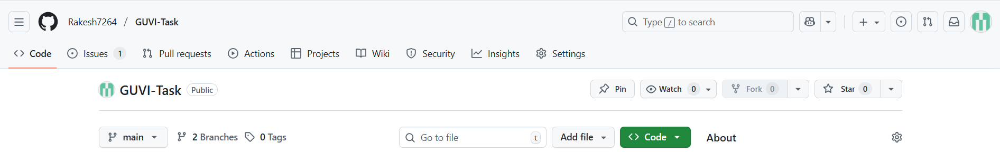 Rakesh7264 / GUVI-Task Type / to search
Code Issues 1 Pull requests Actions Projects Wiki Security Insights Settings
GUVI-Task Public Pin Watch 0 Fork 0 Star 0
main 2 Branches 0 Tags Go to file t Add file Code About